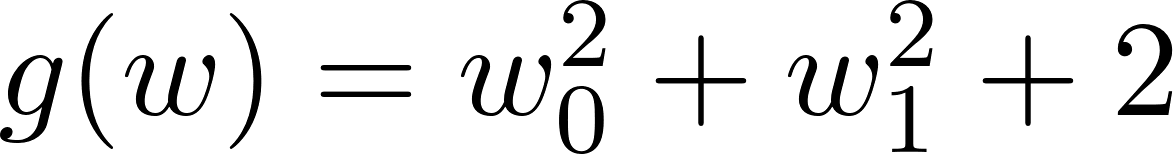 g(w) = w_0^2 + w_1^2 + 2